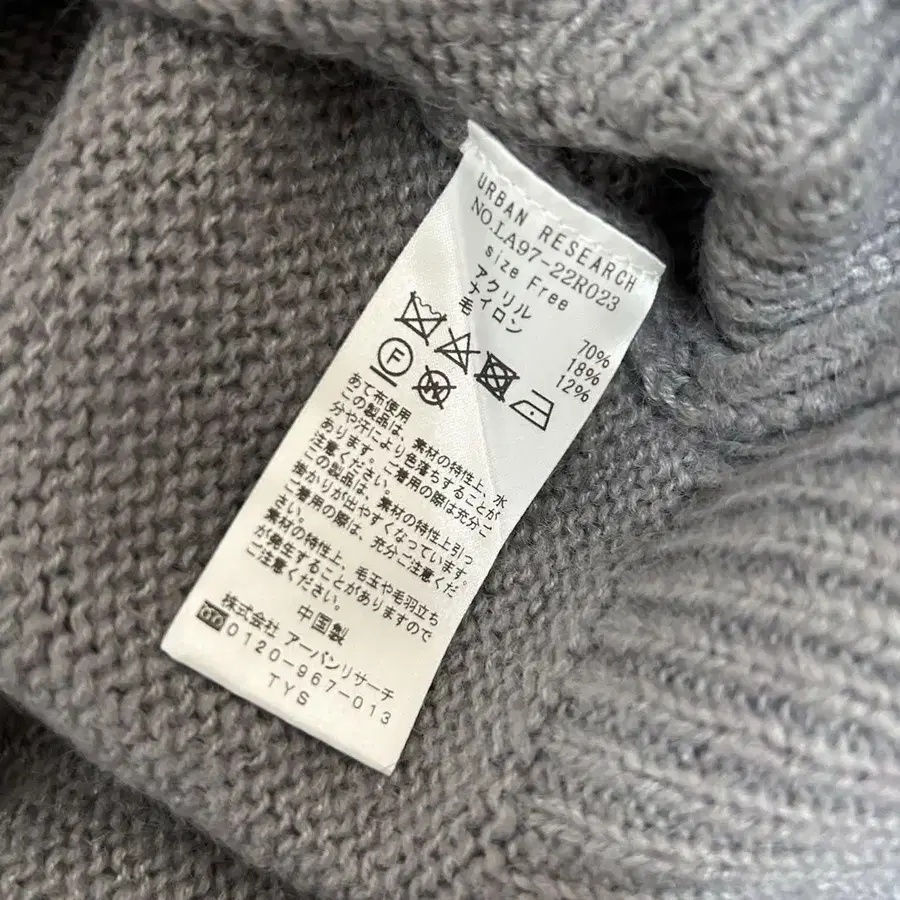 URBAN RESEARCH
NO.LA97-22R023
size Free
アクリル 70%
ナイロン 18%
毛 12%
F
W
あて布使用
この製品は、素材の特性上、水
分や汗により色落ちすることが
あります。ご着用の際は充分ご
注意ください。
この製品は、素材の特性上引っ
掛かりが出やすくなっています。
ご着用の際は、充分ご注意くだ
さい。
素材の特性上、毛玉や毛羽立ち
が発生することがありますので
ご注意ください。
中国製
株式会社 アーバンリサーチ
0120-967-013
TYS